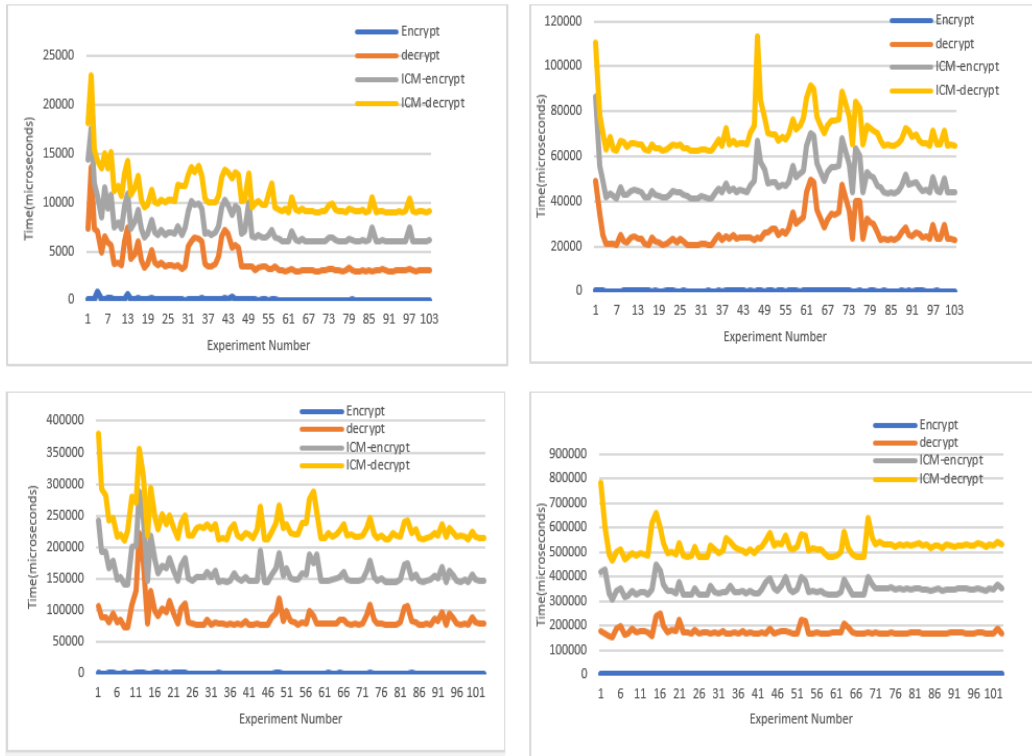 Encrypt
decrypt
ICM-encrypt
ICM-decrypt
25000
20000
15000
10000
5000
0
Time(microseconds)
1 7 13 19 25 31 37 43 49 55 61 67 73 79 85 91 97 103
Experiment Number
Encrypt
decrypt
ICM-encrypt
ICM-decrypt
120000
100000
80000
60000
40000
20000
0
Time(microseconds)
1 7 13 19 25 31 37 43 49 55 61 67 73 79 85 91 97 103
Experiment Number
Encrypt
decrypt
ICM-encrypt
ICM-decrypt
400000
350000
300000
250000
200000
150000
100000
50000
0
Time(microseconds)
1 6 11 16 21 26 31 36 41 46 51 56 61 66 71 76 81 86 91 96 101
Experiment Number
Encrypt
decrypt
ICM-encrypt
ICM-decrypt
900000
800000
700000
600000
500000
400000
300000
200000
100000
0
Time(microseconds)
1 6 11 16 21 26 31 36 41 46 51 56 61 66 71 76 81 86 91 96 101
Experiment Number